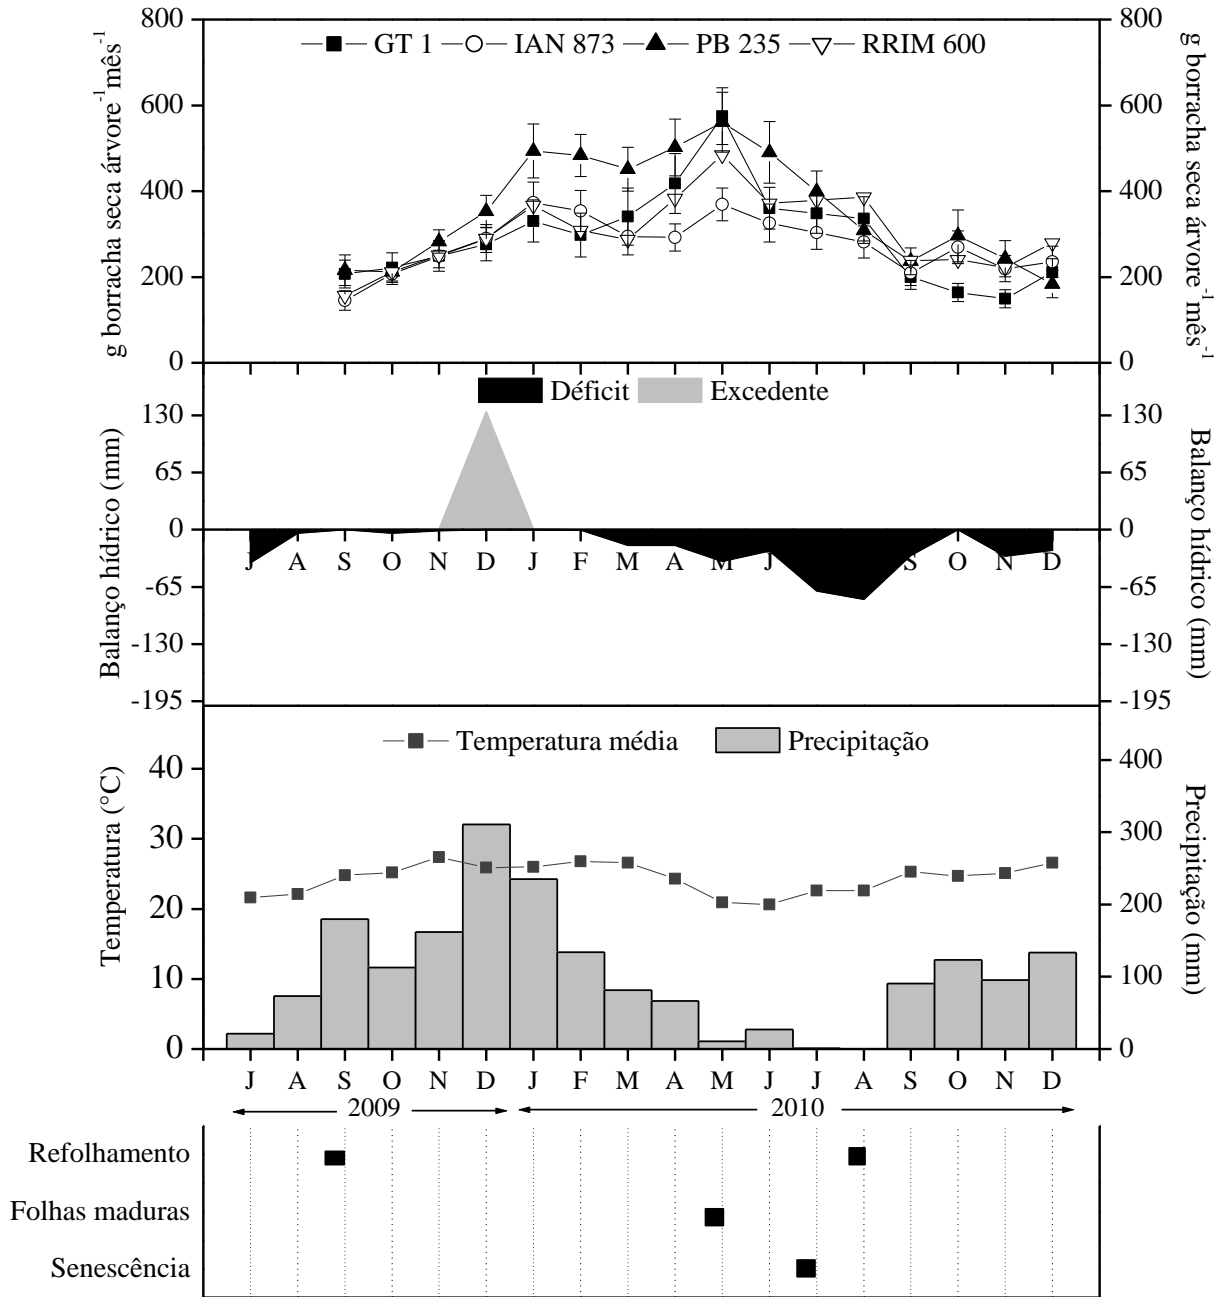 800 800
GT 1 IAN 873 PB 235 RRIM 600
600 600
400 400
200 200
0 0
g borracha seca árvore⁻¹mês⁻¹
g borracha seca árvore⁻¹mês⁻¹
Déficit Excedente
130 130
65 65
0 0
J A S O N D J F M A M J S O N D
-65 -65
-130 -130
-195 -195
Balanço hídrico (mm)
Balanço hídrico (mm)
Temperatura média Precipitação
40 400
30 300
20 200
10 100
0 0
Temperatura (°C)
Precipitação (mm)
J A S O N D J F M A M J J A S O N D
2009 2010
Refolhamento
Folhas maduras
Senescência